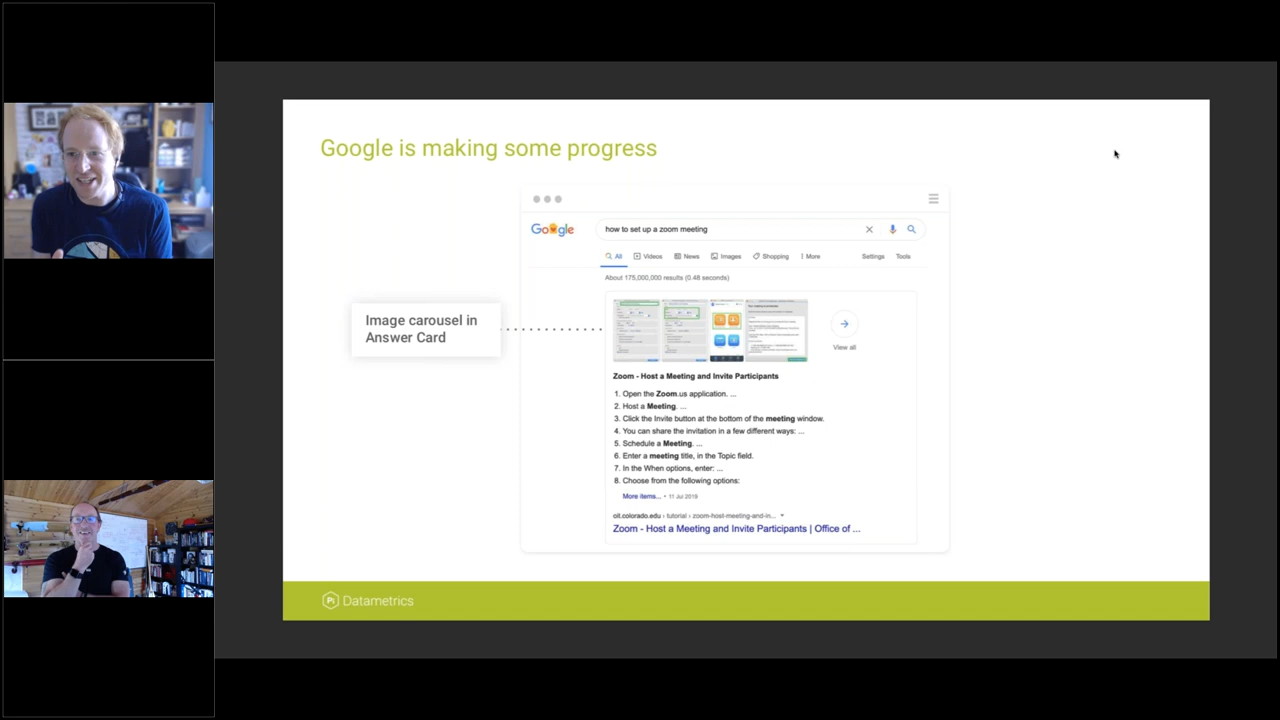 Google is making some progress
Google
how to set up a zoom meeting
All Videos News Images Shopping More Settings Tools
About 175,000,000 results (0.48 seconds)
Image carousel in
Answer Card
View all
Zoom - Host a Meeting and Invite Participants
1. Open the Zoom.us application. ...
2. Host a Meeting. ...
3. Click the Invite button at the bottom of the meeting window.
4. You can share the invitation in a few different ways: ...
5. Schedule a Meeting. ...
6. Enter a meeting title, in the Topic field.
7. In the When options, enter: ...
8. Choose from the following options:
More items... • 11 Jul 2019
oit.colorado.edu › tutorial › zoom-host-meeting-and-in...
Zoom - Host a Meeting and Invite Participants | Office of ...
Pi Datametrics